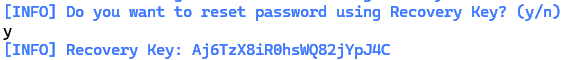 [INFO] Do you want to reset password using Recovery Key? (y/n)
y
[INFO] Recovery Key: Aj6TzX8iR0hsWQ82jYpJ4C